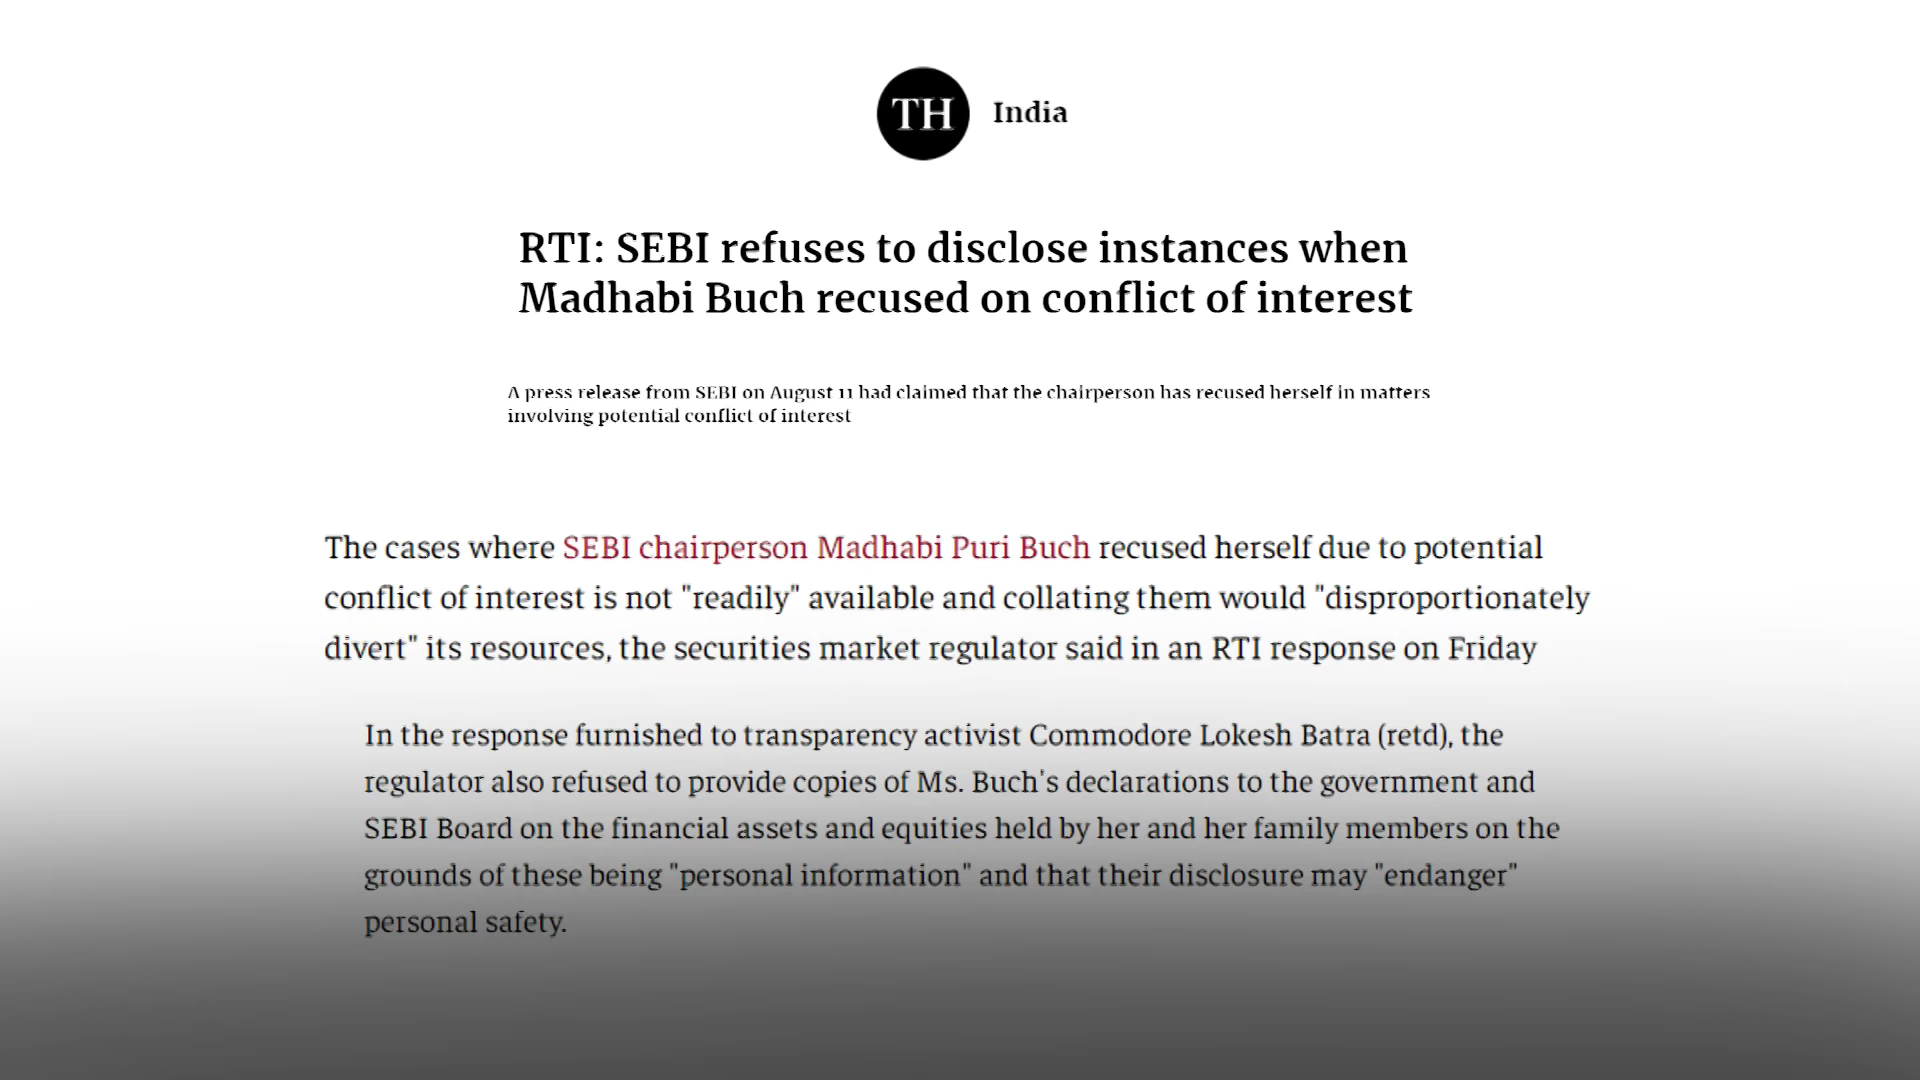 TH India
RTI: SEBI refuses to disclose instances when
Madhabi Buch recused on conflict of interest
A press release from SEBI on August 11 had claimed that the chairperson has recused herself in matters
involving potential conflict of interest
The cases where SEBI chairperson Madhabi Puri Buch recused herself due to potential
conflict of interest is not "readily" available and collating them would "disproportionately
divert" its resources, the securities market regulator said in an RTI response on Friday
In the response furnished to transparency activist Commodore Lokesh Batra (retd), the
regulator also refused to provide copies of Ms. Buch's declarations to the government and
SEBI Board on the financial assets and equities held by her and her family members on the
grounds of these being "personal information" and that their disclosure may "endanger"
personal safety.